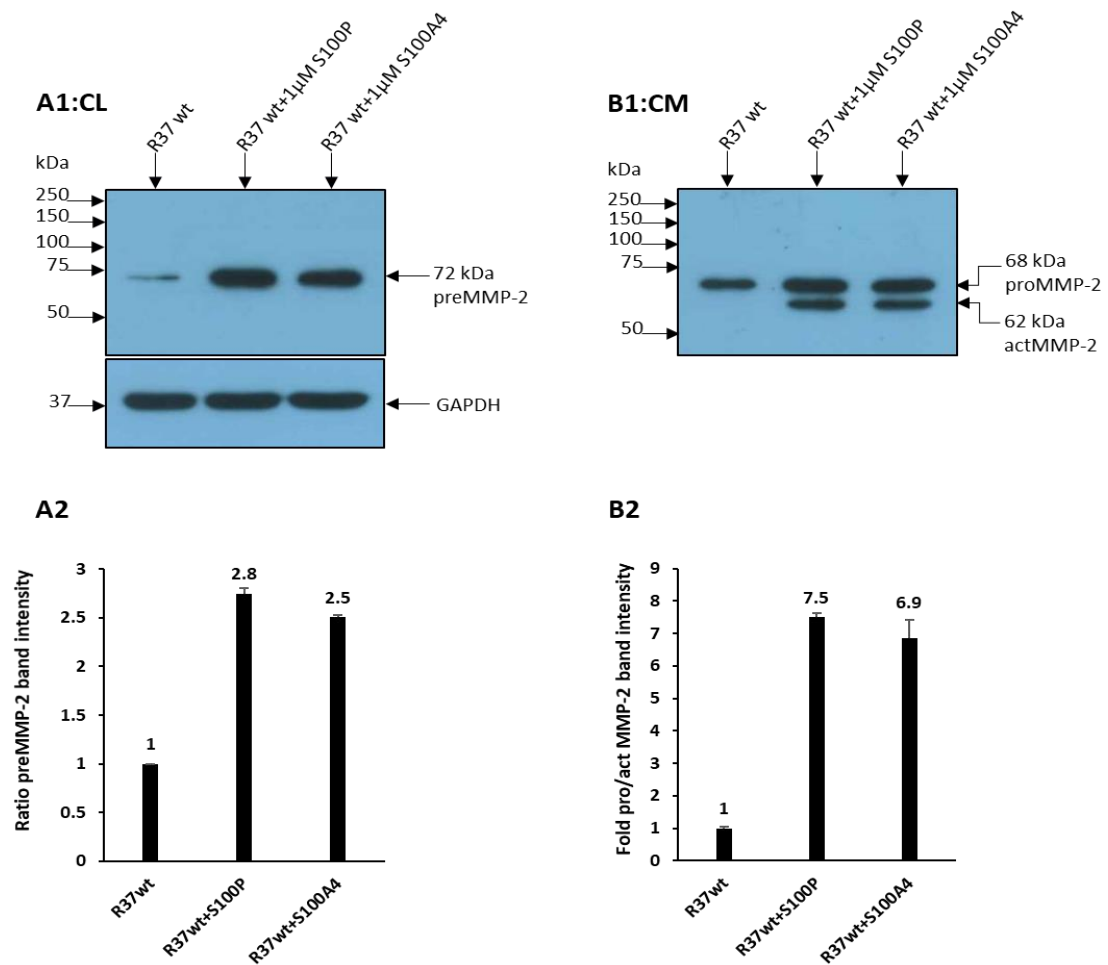 A1:CL
R37 wt
R37 wt+1µM S100P
R37 wt+1µM S100A4
kDa
250
150
100
75
50
37
72 kDa
preMMP-2
GAPDH
B1:CM
R37 wt
R37 wt+1µM S100P
R37 wt+1µM S100A4
kDa
250
150
100
75
50
68 kDa
proMMP-2
62 kDa
actMMP-2
A2
Ratio preMMP-2 band intensity
3
2.5
2
1.5
1
0.5
0
1
2.8
2.5
R37wt
R37wt+S100P
R37wt+S100A4
B2
Fold pro/act MMP-2 band intensity
9
8
7
6
5
4
3
2
1
0
1
7.5
6.9
R37wt
R37wt+S100P
R37wt+S100A4